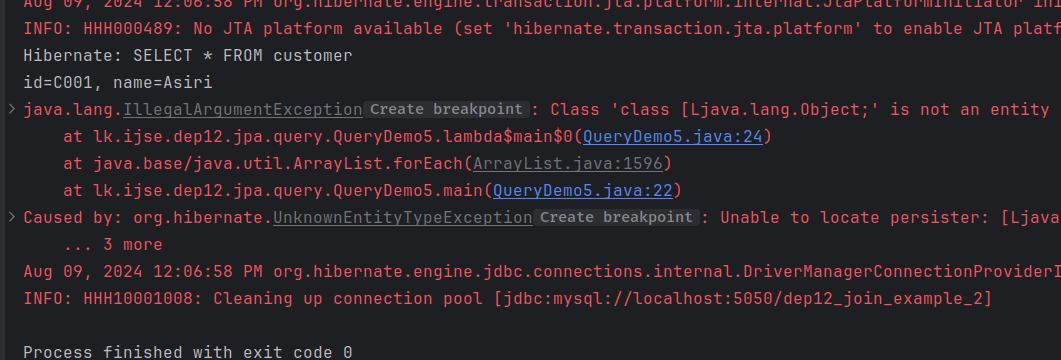 Aug 09, 2024 12:06:58 PM org.hibernate.engine.transaction.jta.platform.internal.JtaPlatformInitiator ini
INFO: HHH000489: No JTA platform available (set 'hibernate.transaction.jta.platform' to enable JTA platf
Hibernate: SELECT * FROM customer
id=C001, name=Asiri
java.lang.IllegalArgumentException Create breakpoint : Class 'class [Ljava.lang.Object;' is not an entity
at lk.ijse.dep12.jpa.query.QueryDemo5.lambda$main$0(QueryDemo5.java:24)
at java.base/java.util.ArrayList.forEach(ArrayList.java:1596)
at lk.ijse.dep12.jpa.query.QueryDemo5.main(QueryDemo5.java:22)
Caused by: org.hibernate.UnknownEntityTypeException Create breakpoint : Unable to locate persister: [Ljava
... 3 more
Aug 09, 2024 12:06:58 PM org.hibernate.engine.jdbc.connections.internal.DriverManagerConnectionProviderI
INFO: HHH10001008: Cleaning up connection pool [jdbc:mysql://localhost:5050/dep12_join_example_2]
Process finished with exit code 0